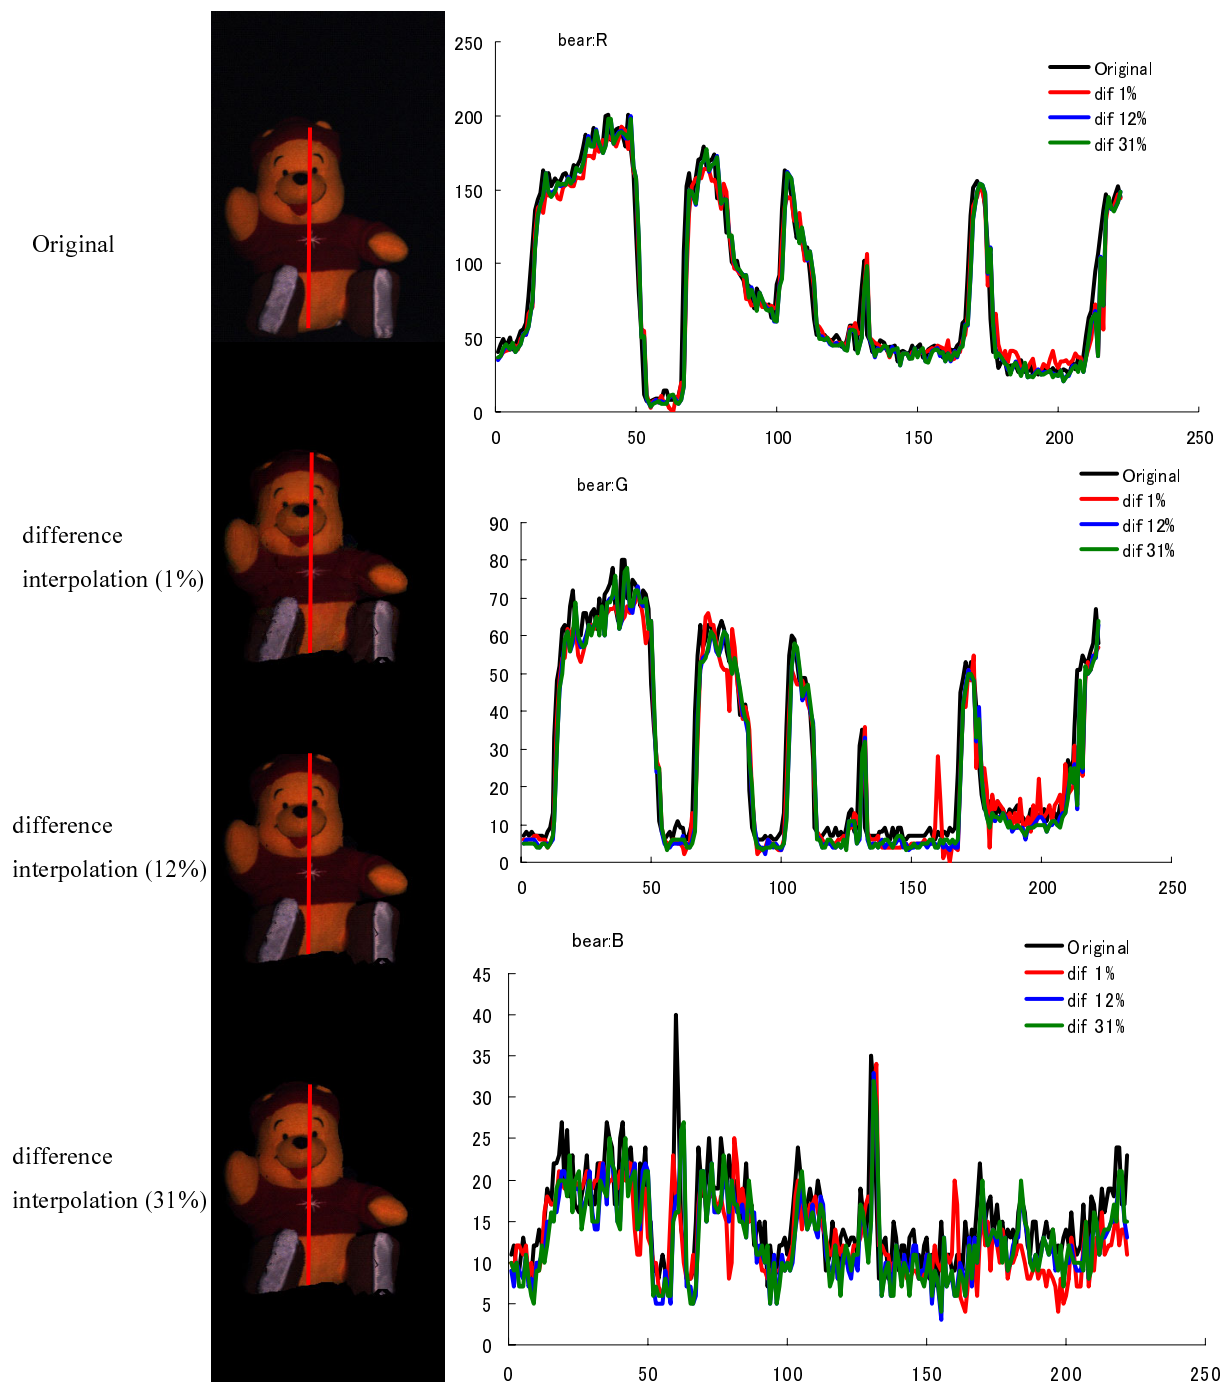 Original
difference
interpolation (1%)
difference
interpolation (12%)
difference
interpolation (31%)
bear:R
Original
dif 1%
dif 12%
dif 31%
250
200
150
100
50
0
0 50 100 150 200 250
bear:G
Original
dif 1%
dif 12%
dif 31%
90
80
70
60
50
40
30
20
10
0
0 50 100 150 200 250
bear:B
Original
dif 1%
dif 12%
dif 31%
45
40
35
30
25
20
15
10
5
0
0 50 100 150 200 250